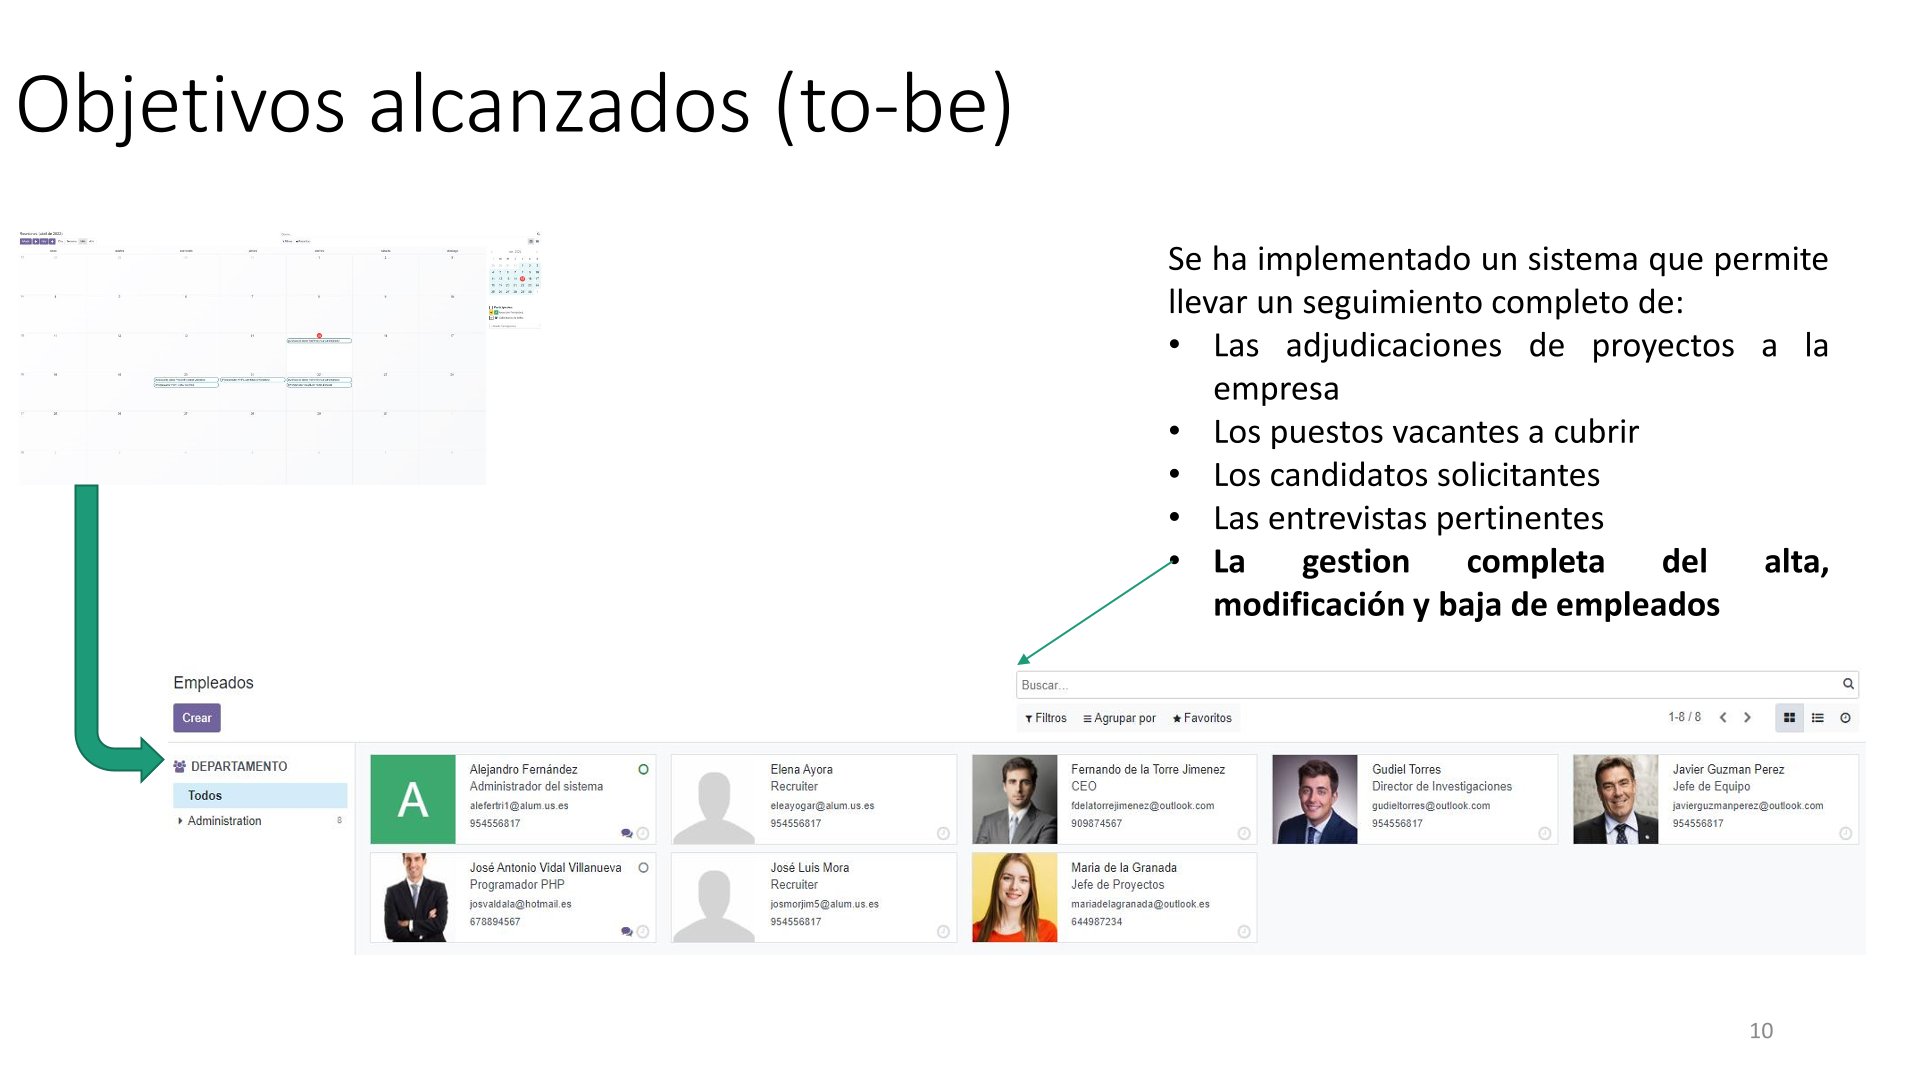 Objetivos alcanzados (to-be)
Se ha implementado un sistema que permite
llevar un seguimiento completo de:
• Las adjudicaciones de proyectos a la
empresa
• Los puestos vacantes a cubrir
• Los candidatos solicitantes
• Las entrevistas pertinentes
• La gestion completa del alta,
modificación y baja de empleados
Empleados
Buscar...
Crear
Filtros Agrupar por Favoritos
1-8 / 8
DEPARTAMENTO
Todos
Administration 8
A
Alejandro Fernández
Administrador del sistema
alefertri1@alum.us.es
954556817
Elena Ayora
Recruiter
eleayogar@alum.us.es
954556817
Fernando de la Torre Jimenez
CEO
fdelatorrejimenez@outlook.com
909874567
Gudiel Torres
Director de Investigaciones
gudieltorres@outlook.com
954556817
Javier Guzman Perez
Jefe de Equipo
javierguzmanperez@outlook.com
954556817
José Antonio Vidal Villanueva
Programador PHP
josvaldala@hotmail.es
678894567
José Luis Mora
Recruiter
josmorjim5@alum.us.es
954556817
Maria de la Granada
Jefe de Proyectos
mariadelagranada@outlook.es
644987234
10